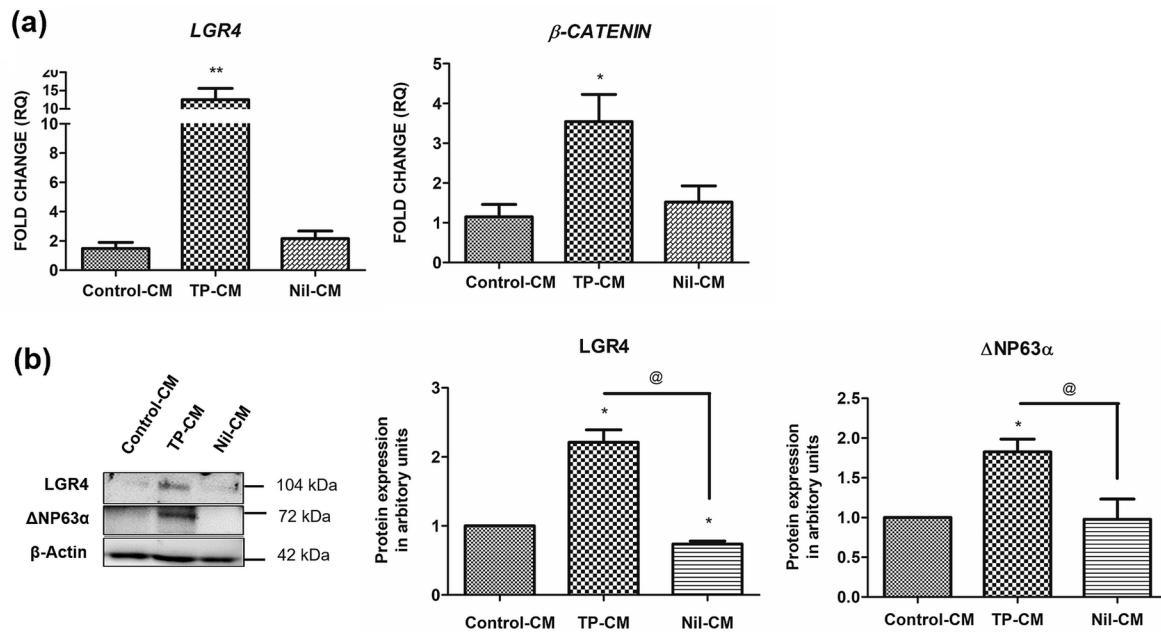 (a)
LGR4
FOLD CHANGE (RQ)
20
15
10
10
8
6
4
2
0
**
Control-CM TP-CM Nil-CM
β-CATENIN
FOLD CHANGE (RQ)
5
4
3
2
1
0
*
Control-CM TP-CM Nil-CM
(b)
Control-CM
TP-CM
Nil-CM
LGR4 104 kDa
ΔNP63α 72 kDa
β-Actin 42 kDa
LGR4
Protein expression
in arbitory units
3
2
1
0
*
@
*
Control-CM TP-CM Nil-CM
ΔNP63α
Protein expression
in arbitory units
2.5
2.0
1.5
1.0
0.5
0.0
*
@
Control-CM TP-CM Nil-CM